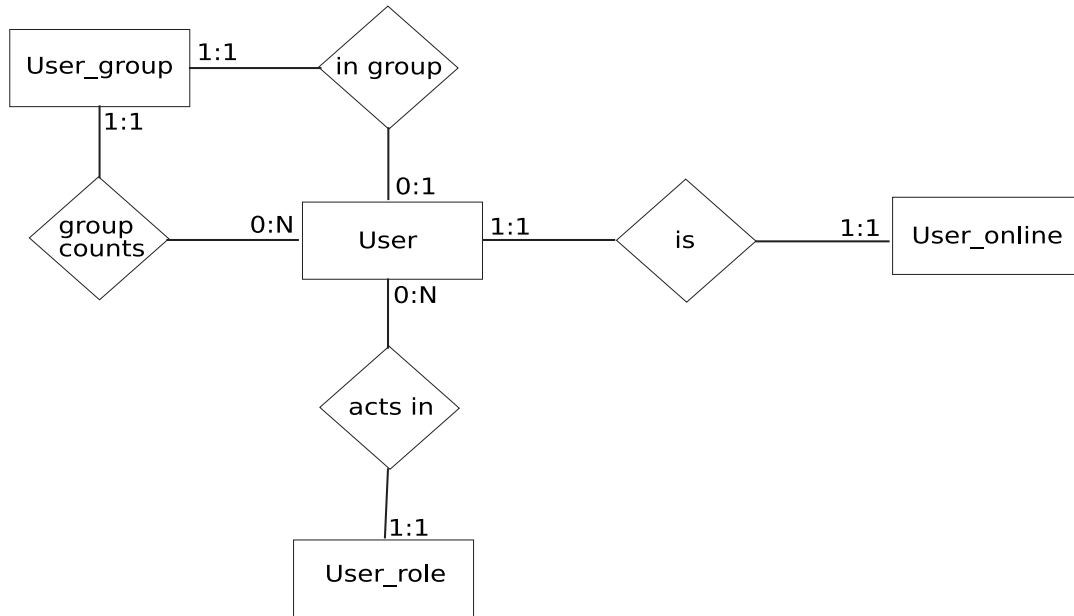 1:1
in group
User_group
1:1
0:1
group
counts
0:N
User
1:1
is
1:1
User_online
0:N
acts in
1:1
User_role